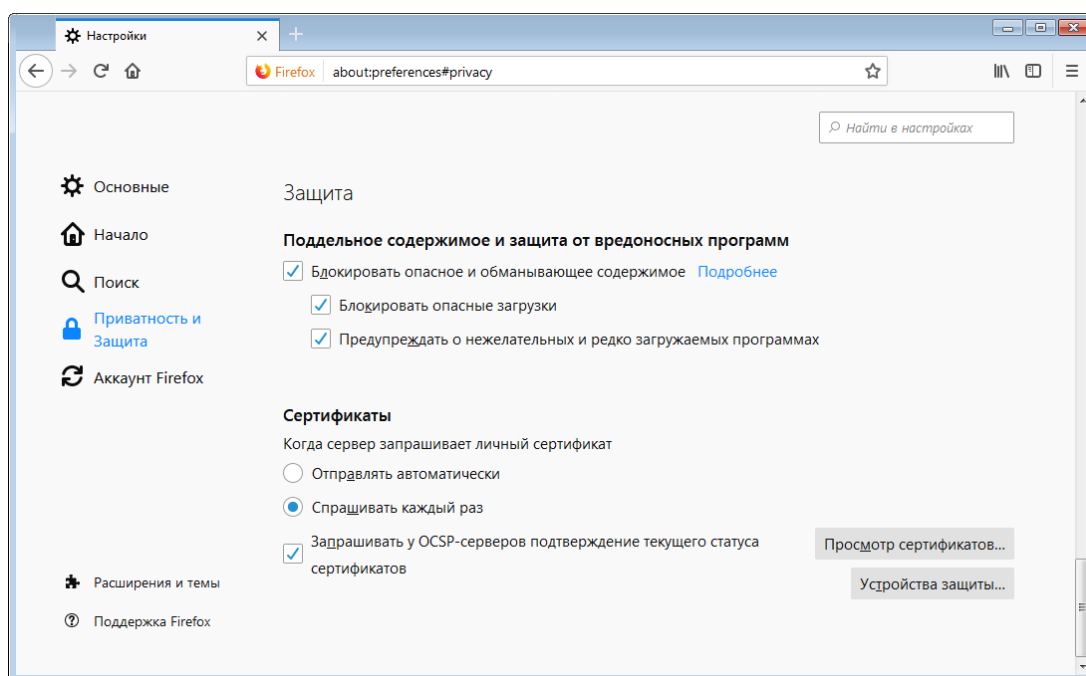 Настройки
Firefox about:preferences#privacy
Найти в настройках
Основные
Начало
Поиск
Приватность и
Защита
Аккаунт Firefox
Расширения и темы
Поддержка Firefox
Защита
Поддельное содержимое и защита от вредоносных программ
Блокировать опасное и обманывающее содержимое Подробнее
Блокировать опасные загрузки
Предупреждать о нежелательных и редко загружаемых программах
Сертификаты
Когда сервер запрашивает личный сертификат
Отправлять автоматически
Спрашивать каждый раз
Запрашивать у OCSP-серверов подтверждение текущего статуса
сертификатов
Просмотр сертификатов...
Устройства защиты...